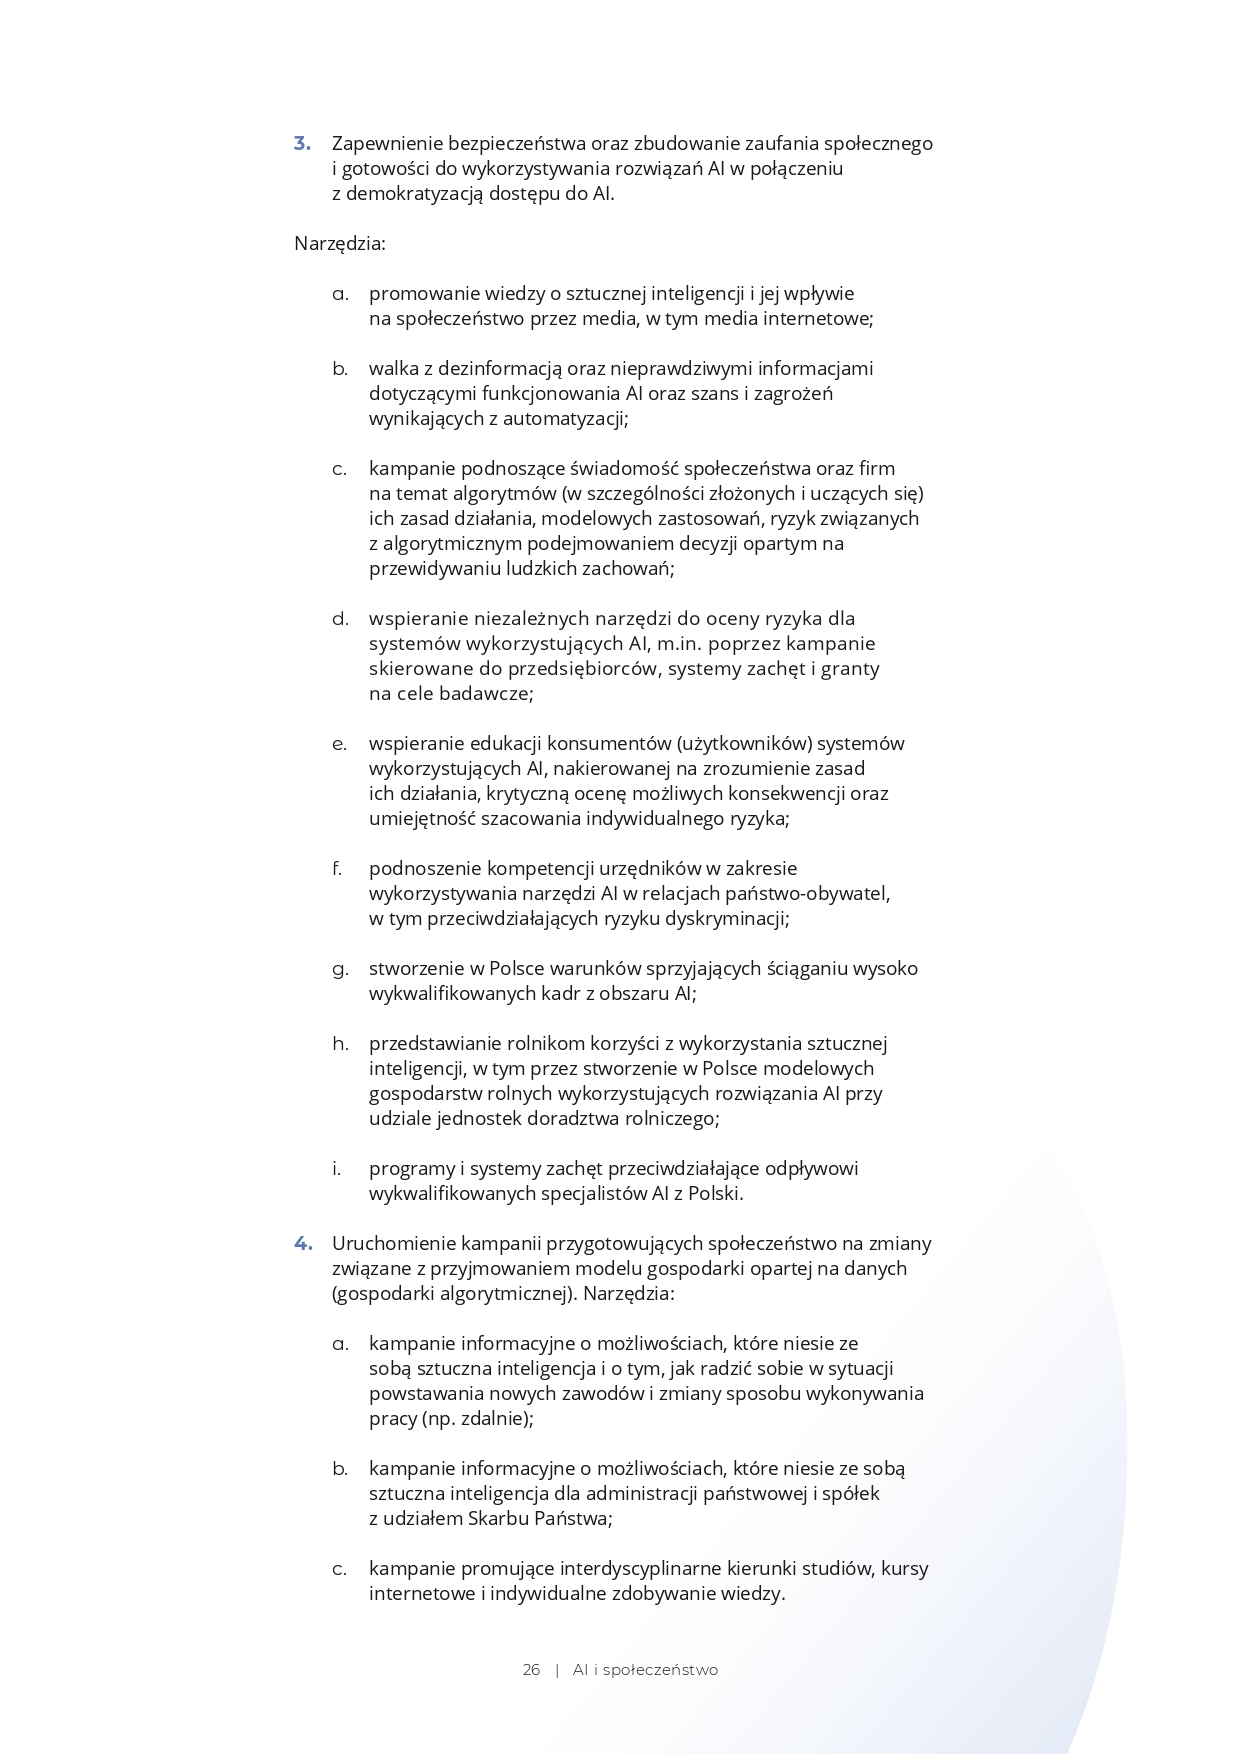 3. Zapewnienie bezpieczeństwa oraz zbudowanie zaufania społecznego
i gotowości do wykorzystywania rozwiązań AI w połączeniu
z demokratyzacją dostępu do AI.
Narzędzia:
a. promowanie wiedzy o sztucznej inteligencji i jej wpływie
na społeczeństwo przez media, w tym media internetowe;
b. walka z dezinformacją oraz nieprawdziwymi informacjami
dotyczącymi funkcjonowania AI oraz szans i zagrożeń
wynikających z automatyzacji;
c. kampanie podnoszące świadomość społeczeństwa oraz firm
na temat algorytmów (w szczególności złożonych i uczących się)
ich zasad działania, modelowych zastosowań, ryzyk związanych
z algorytmicznym podejmowaniem decyzji opartym na
przewidywaniu ludzkich zachowań;
d. wspieranie niezależnych narzędzi do oceny ryzyka dla
systemów wykorzystujących AI, m.in. poprzez kampanie
skierowane do przedsiębiorców, systemy zachęt i granty
na cele badawcze;
e. wspieranie edukacji konsumentów (użytkowników) systemów
wykorzystujących AI, nakierowanej na zrozumienie zasad
ich działania, krytyczną ocenę możliwych konsekwencji oraz
umiejętność szacowania indywidualnego ryzyka;
f. podnoszenie kompetencji urzędników w zakresie
wykorzystywania narzędzi AI w relacjach państwo-obywatel,
w tym przeciwdziałających ryzyku dyskryminacji;
g. stworzenie w Polsce warunków sprzyjających ściąganiu wysoko
wykwalifikowanych kadr z obszaru AI;
h. przedstawianie rolnikom korzyści z wykorzystania sztucznej
inteligencji, w tym przez stworzenie w Polsce modelowych
gospodarstw rolnych wykorzystujących rozwiązania AI przy
udziale jednostek doradztwa rolniczego;
i. programy i systemy zachęt przeciwdziałające odpływowi
wykwalifikowanych specjalistów AI z Polski.
4. Uruchomienie kampanii przygotowujących społeczeństwo na zmiany
związane z przyjmowaniem modelu gospodarki opartej na danych
(gospodarki algorytmicznej). Narzędzia:
a. kampanie informacyjne o możliwościach, które niesie ze
sobą sztuczna inteligencja i o tym, jak radzić sobie w sytuacji
powstawania nowych zawodów i zmiany sposobu wykonywania
pracy (np. zdalnie);
b. kampanie informacyjne o możliwościach, które niesie ze sobą
sztuczna inteligencja dla administracji państwowej i spółek
z udziałem Skarbu Państwa;
c. kampanie promujące interdyscyplinarne kierunki studiów, kursy
internetowe i indywidualne zdobywanie wiedzy.
26 | AI i społeczeństwo